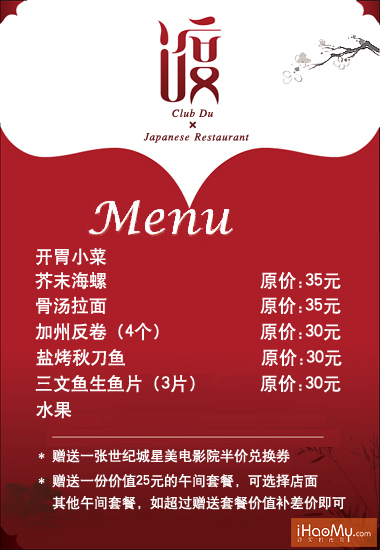 渡
Club Du
×
Japanese Restaurant
Menu
开胃小菜
芥末海螺 原价:35元
骨汤拉面 原价:35元
加州反卷（4个） 原价:30元
盐烤秋刀鱼 原价:30元
三文鱼生鱼片（3片） 原价:30元
水果
* 赠送一张世纪城星美电影院半价兑换券
* 赠送一份价值25元的午间套餐，可选择店面
其他午间套餐，如超过赠送套餐价值补差价即可
iHaoMy.com